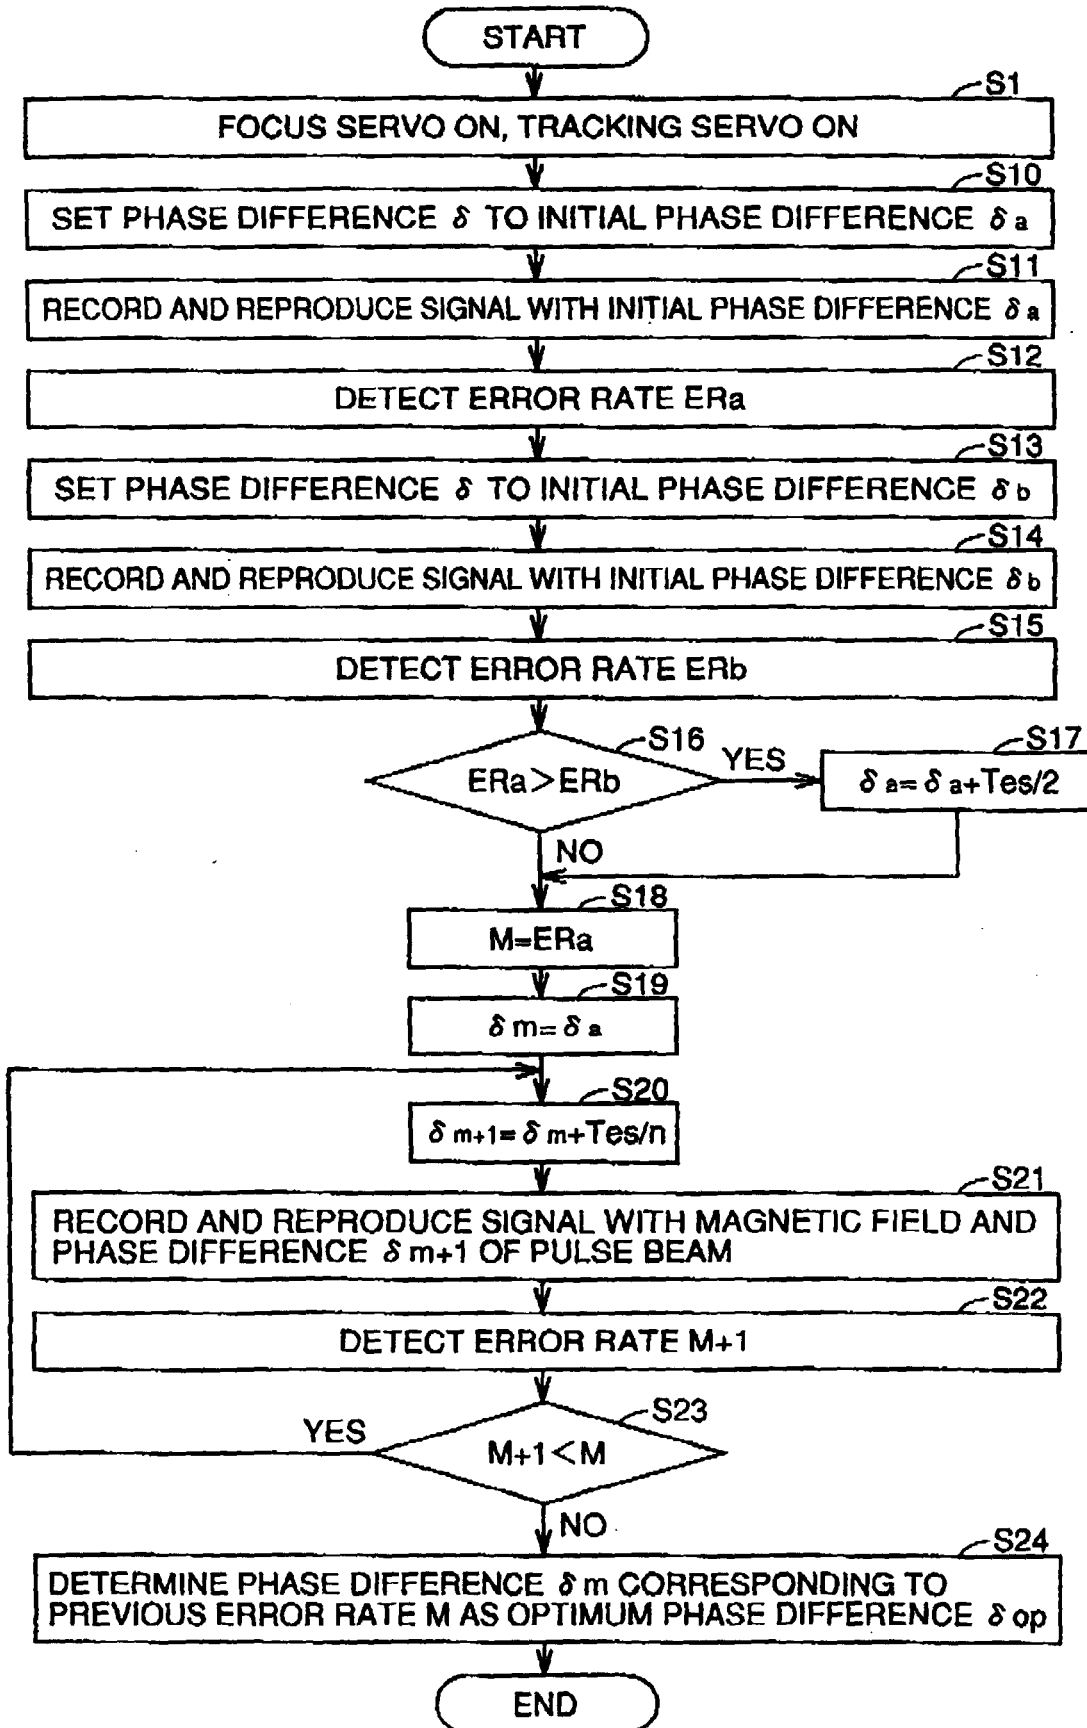 START
S1
FOCUS SERVO ON, TRACKING SERVO ON
S10
SET PHASE DIFFERENCE δ TO INITIAL PHASE DIFFERENCE δa
S11
RECORD AND REPRODUCE SIGNAL WITH INITIAL PHASE DIFFERENCE δa
S12
DETECT ERROR RATE ERa
S13
SET PHASE DIFFERENCE δ TO INITIAL PHASE DIFFERENCE δb
S14
RECORD AND REPRODUCE SIGNAL WITH INITIAL PHASE DIFFERENCE δb
S15
DETECT ERROR RATE ERb
S16
ERa>ERb
YES
S17
δa=δa+Tes/2
NO
S18
M=ERa
S19
δm=δa
S20
δm+1=δm+Tes/n
S21
RECORD AND REPRODUCE SIGNAL WITH MAGNETIC FIELD AND
PHASE DIFFERENCE δm+1 OF PULSE BEAM
S22
DETECT ERROR RATE M+1
S23
YES
M+1<M
NO
S24
DETERMINE PHASE DIFFERENCE δm CORRESPONDING TO
PREVIOUS ERROR RATE M AS OPTIMUM PHASE DIFFERENCE δop
END